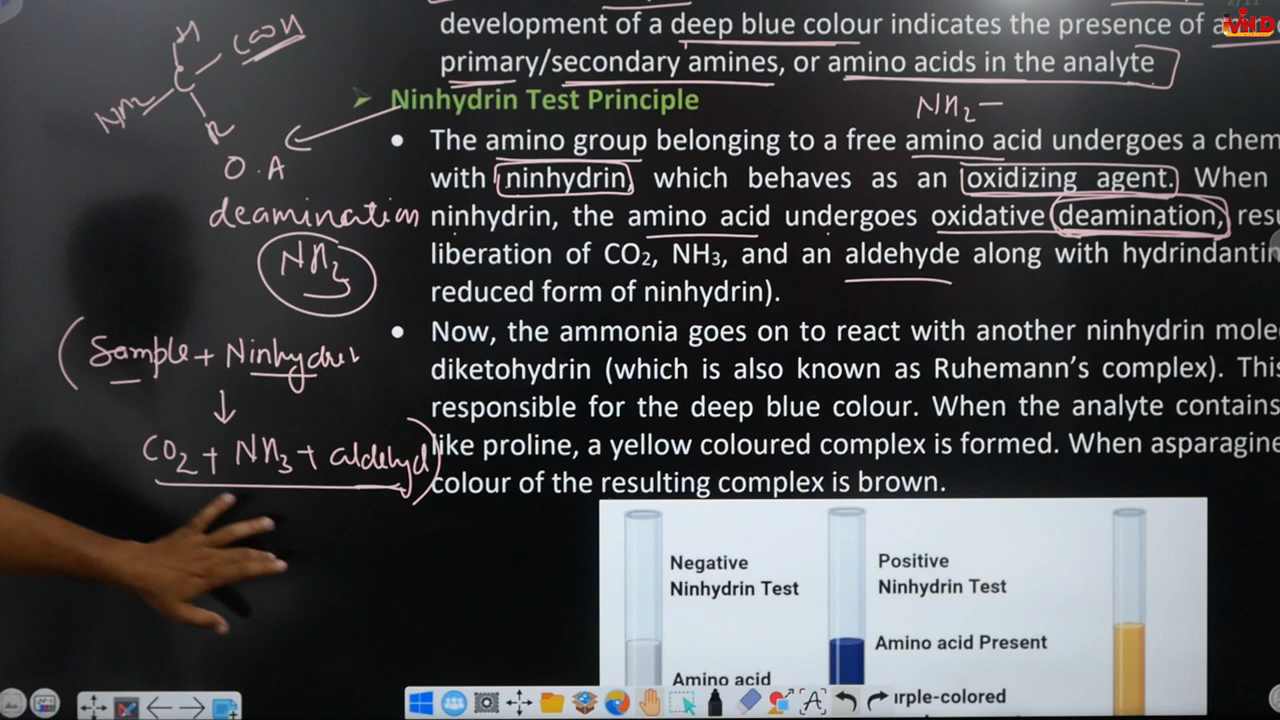 development of a deep blue colour indicates the presence of
primary/secondary amines, or amino acids in the analyte
Ninhydrin Test Principle
The amino group belonging to a free amino acid undergoes a chem
with ninhydrin, which behaves as an oxidizing agent. When
ninhydrin, the amino acid undergoes oxidative deamination, resu
liberation of CO2, NH3, and an aldehyde along with hydrindantin
reduced form of ninhydrin).
Now, the ammonia goes on to react with another ninhydrin mole
diketohydrin (which is also known as Ruhemann's complex). This
responsible for the deep blue colour. When the analyte contains
like proline, a yellow coloured complex is formed. When asparagine
colour of the resulting complex is brown.
H
COOH
C
NH2
R
O.A
deamination
NH2
(Sample + Ninhydrin
↓
CO2 + NH3 + aldehyd)
NH2 –
Negative
Ninhydrin Test
Amino acid
Positive
Ninhydrin Test
Amino acid Present
urple-colored